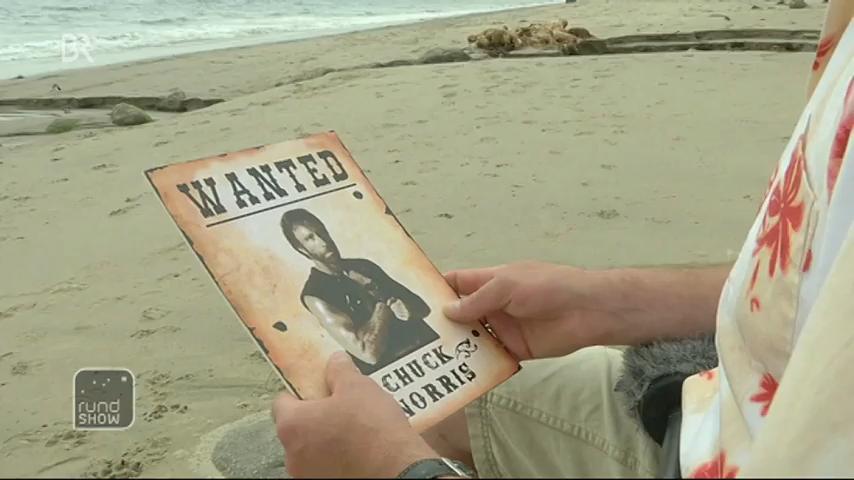 BR
WANTED
CHUCK
NORRIS
rund
SHOW